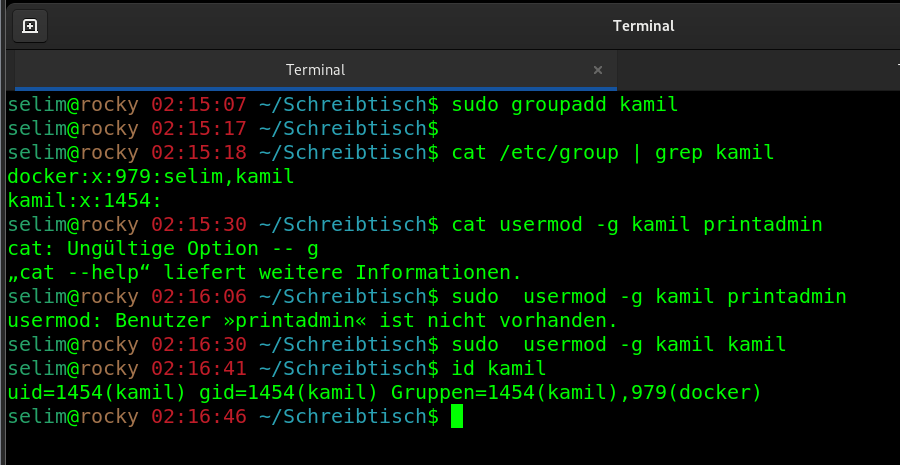 Terminal
Terminal ×
selim@rocky 02:15:07 ~/Schreibtisch$ sudo groupadd kamil
selim@rocky 02:15:17 ~/Schreibtisch$
selim@rocky 02:15:18 ~/Schreibtisch$ cat /etc/group | grep kamil
docker:x:979:selim,kamil
kamil:x:1454:
selim@rocky 02:15:30 ~/Schreibtisch$ cat usermod -g kamil printadmin
cat: Ungültige Option -- g
„cat --help“ liefert weitere Informationen.
selim@rocky 02:16:06 ~/Schreibtisch$ sudo  usermod -g kamil printadmin
usermod: Benutzer »printadmin« ist nicht vorhanden.
selim@rocky 02:16:30 ~/Schreibtisch$ sudo  usermod -g kamil kamil
selim@rocky 02:16:41 ~/Schreibtisch$ id kamil
uid=1454(kamil) gid=1454(kamil) Gruppen=1454(kamil),979(docker)
selim@rocky 02:16:46 ~/Schreibtisch$